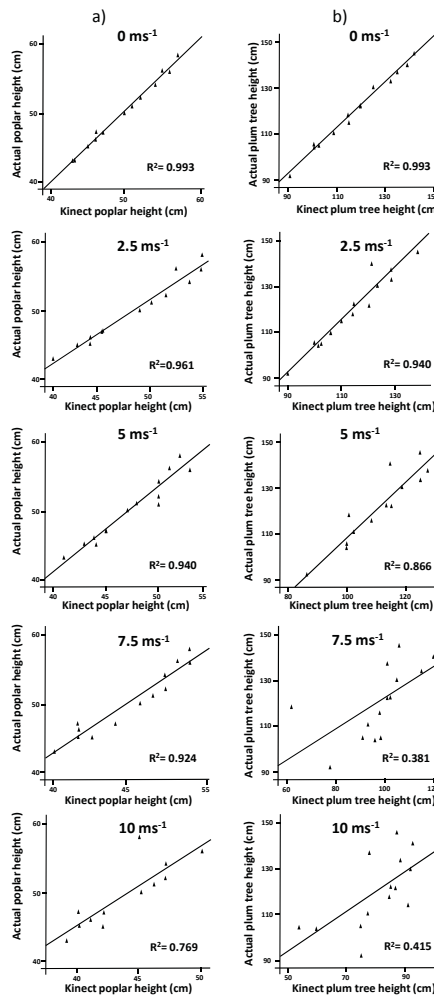 a)
0 ms-1
Actual poplar height (cm)
60
50
40
R²= 0.993
40 50 60
Kinect poplar height (cm)
2.5 ms-1
Actual poplar height (cm)
60
50
40
R²=0.961
40 45 50 55
Kinect poplar height (cm)
5 ms-1
Actual poplar height (cm)
60
50
40
R²= 0.940
40 45 50 55
Kinect poplar height (cm)
7.5 ms-1
Actual poplar height (cm)
60
50
40
R²= 0.924
40 45 50 55
Kinect poplar height (cm)
10 ms-1
Actual poplar height (cm)
60
50
40
R²= 0.769
40 45 50
Kinect poplar height (cm)
b)
0 ms-1
Actual plum tree height (cm)
150
130
110
90
R²= 0.993
90 110 130 150
Kinect plum tree height (cm)
2.5 ms-1
Actual plum tree height (cm)
150
130
110
90
R²= 0.940
90 110 130
Kinect plum tree height (cm)
5 ms-1
Actual plum tree height (cm)
150
130
110
90
R²= 0.866
80 100 120
Kinect plum tree height (cm)
7.5 ms-1
Actual plum tree height (cm)
150
130
110
90
R²= 0.381
60 80 100 120
Kinect plum tree height (cm)
10 ms-1
Actual plum tree height (cm)
150
130
110
90
R²= 0.415
50 70 90
Kinect plum tree height (cm)